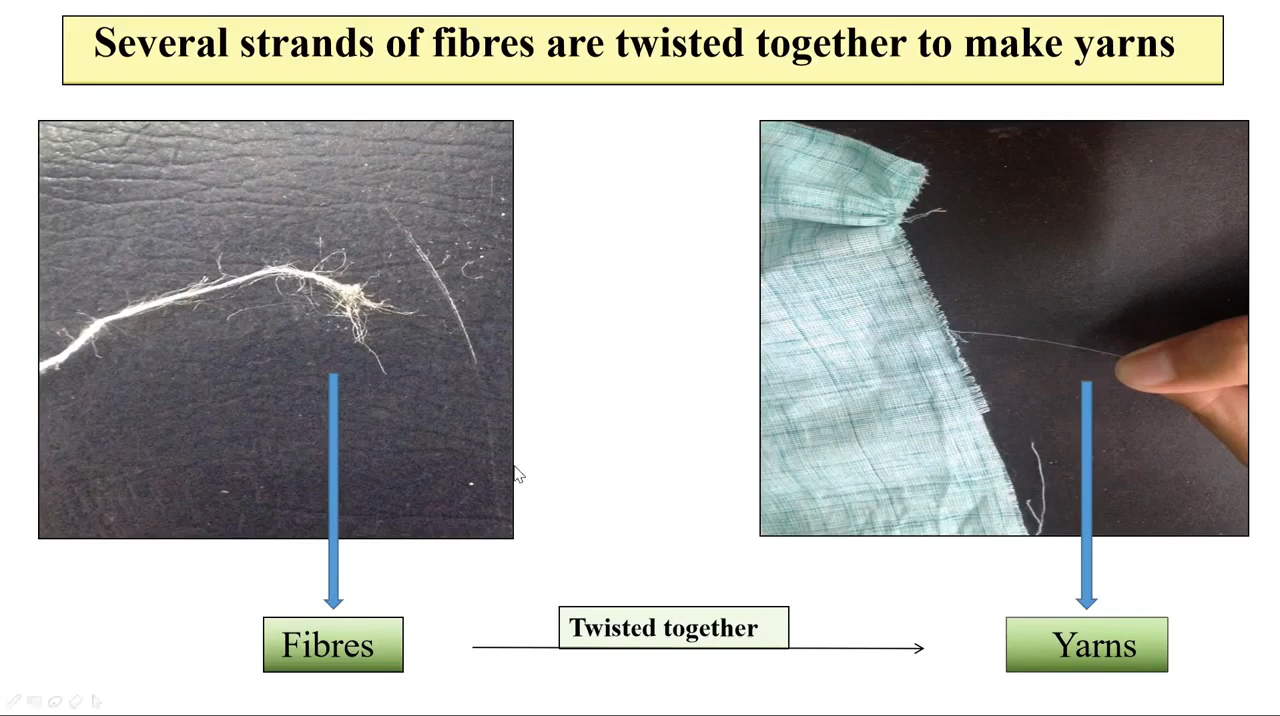 Several strands of fibres are twisted together to make yarns
Fibres
Twisted together
Yarns